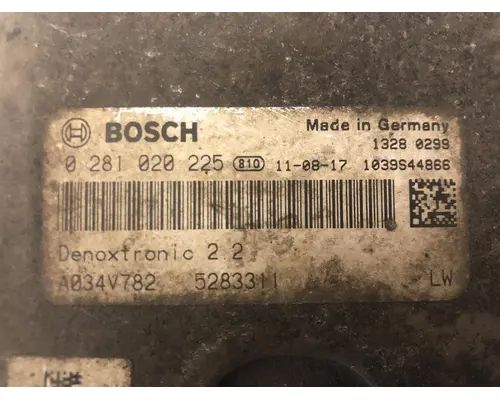 BOSCH Made in Germany
1328 0299
0 281 020 225 810 11-08-17 1039S44866
Denoxtronic 2.2
A034V782 5283311 LW